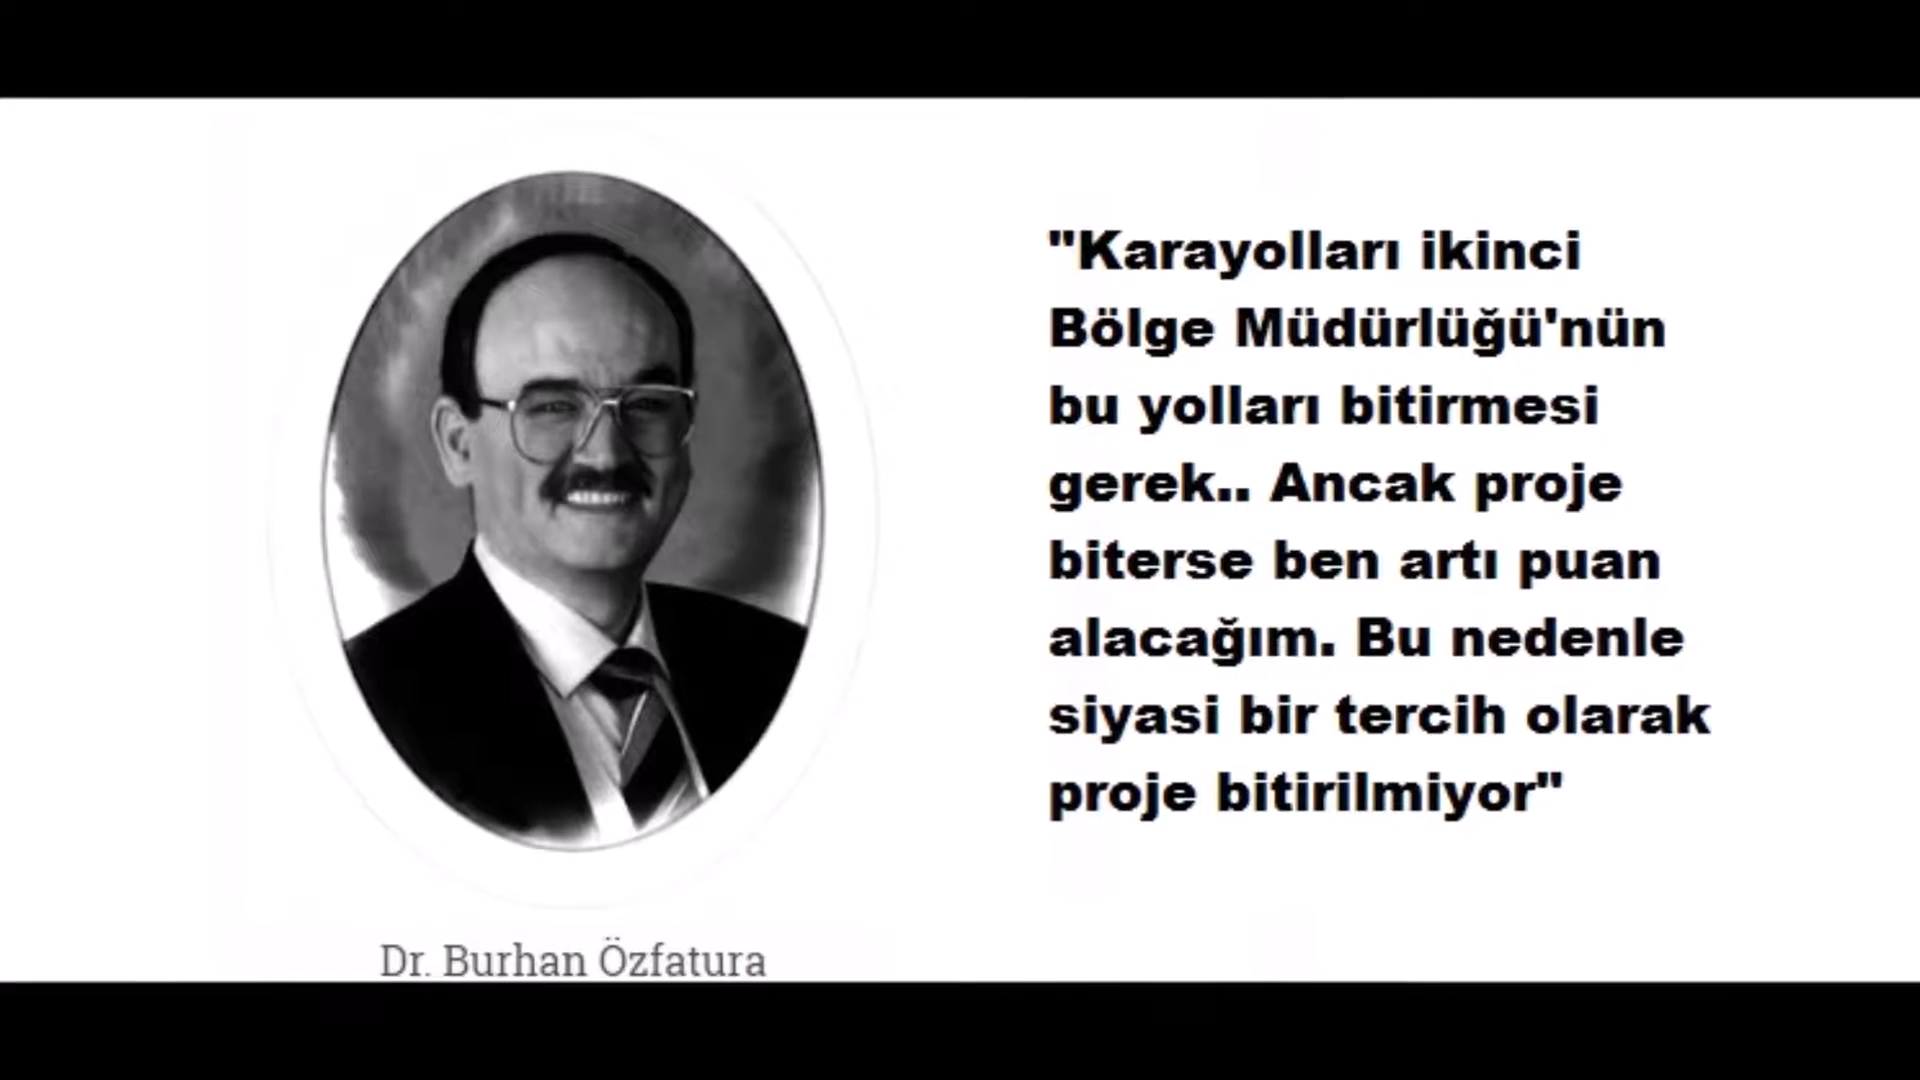 "Karayolları ikinci
Bölge Müdürlüğü'nün
bu yolları bitirmesi
gerek.. Ancak proje
biterse ben artı puan
alacağım. Bu nedenle
siyasi bir tercih olarak
proje bitirilmiyor"
Dr. Burhan Özfatura